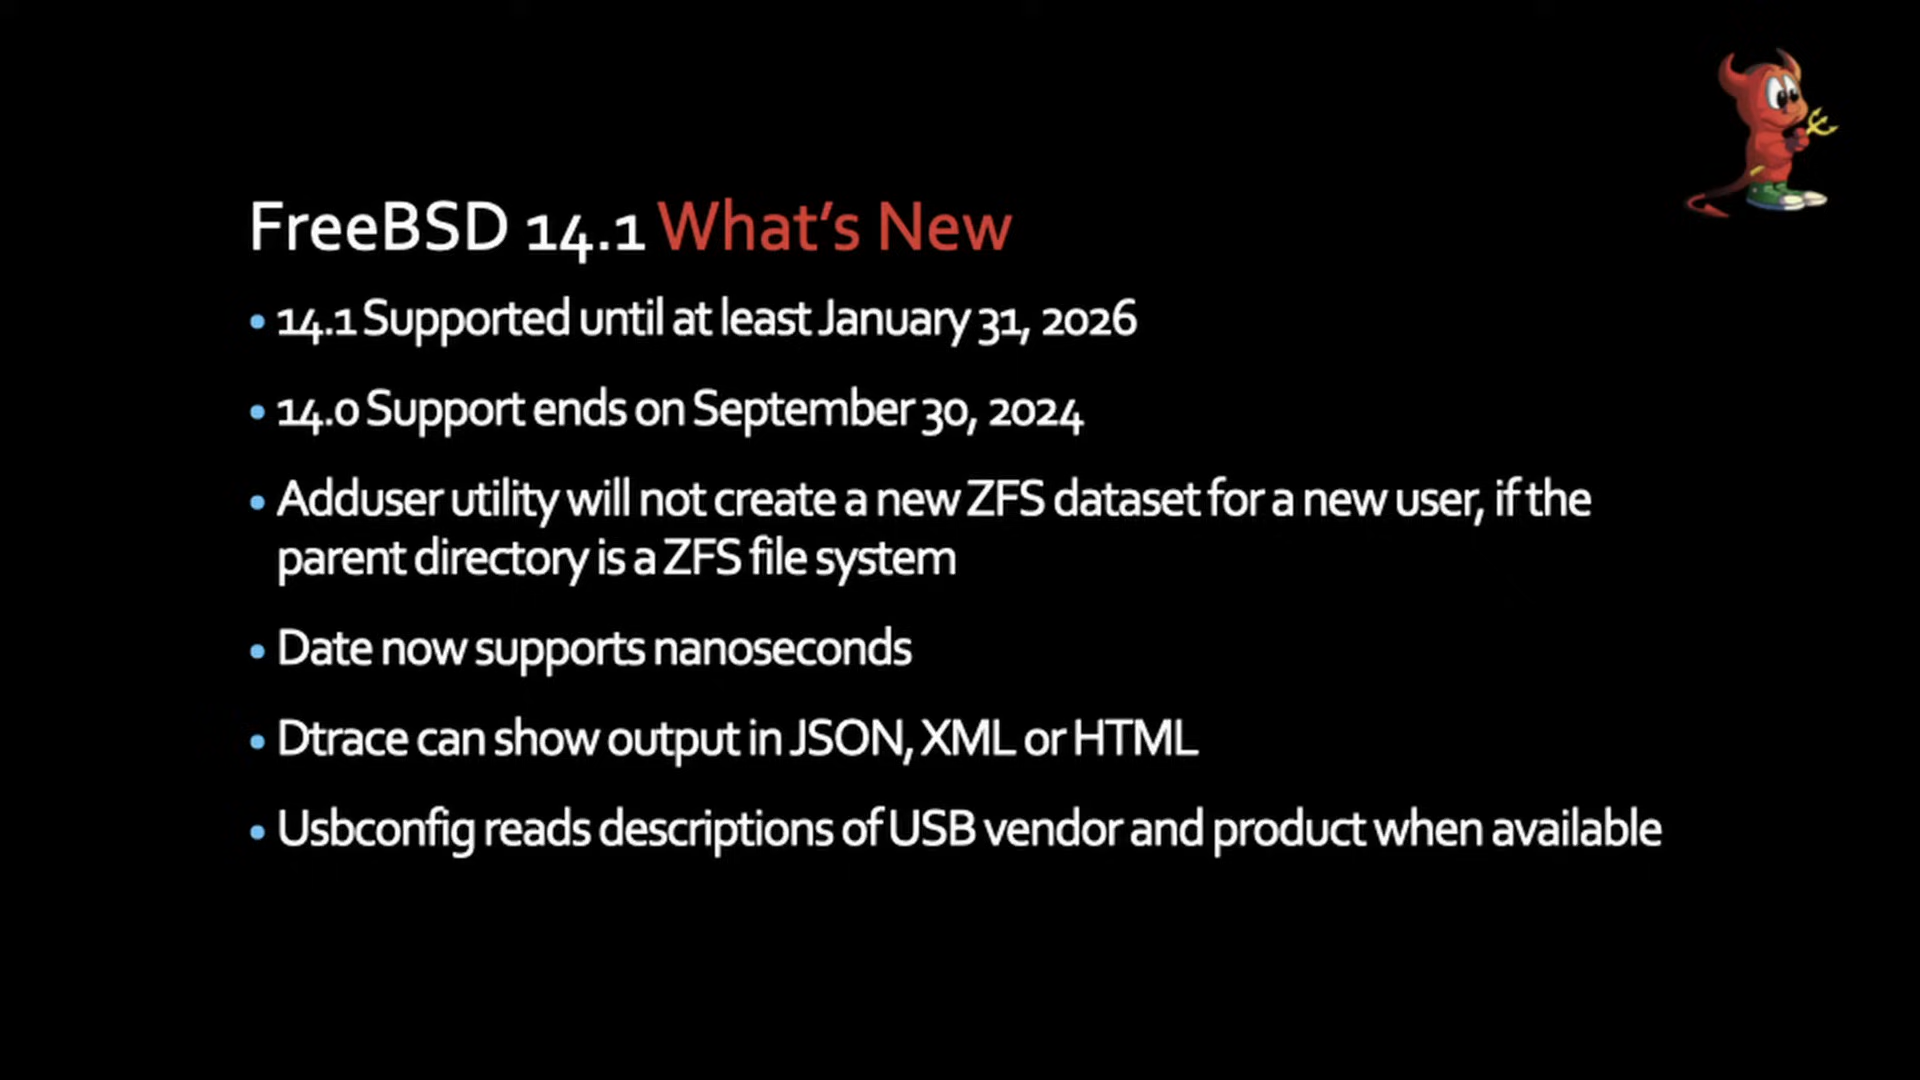 FreeBSD 14.1 What's New
• 14.1 Supported until at least January 31, 2026
• 14.0 Support ends on September 30, 2024
• Adduser utility will not create a new ZFS dataset for a new user, if the
parent directory is a ZFS file system
• Date now supports nanoseconds
• Dtrace can show output in JSON, XML or HTML
• Usbconfig reads descriptions of USB vendor and product when available